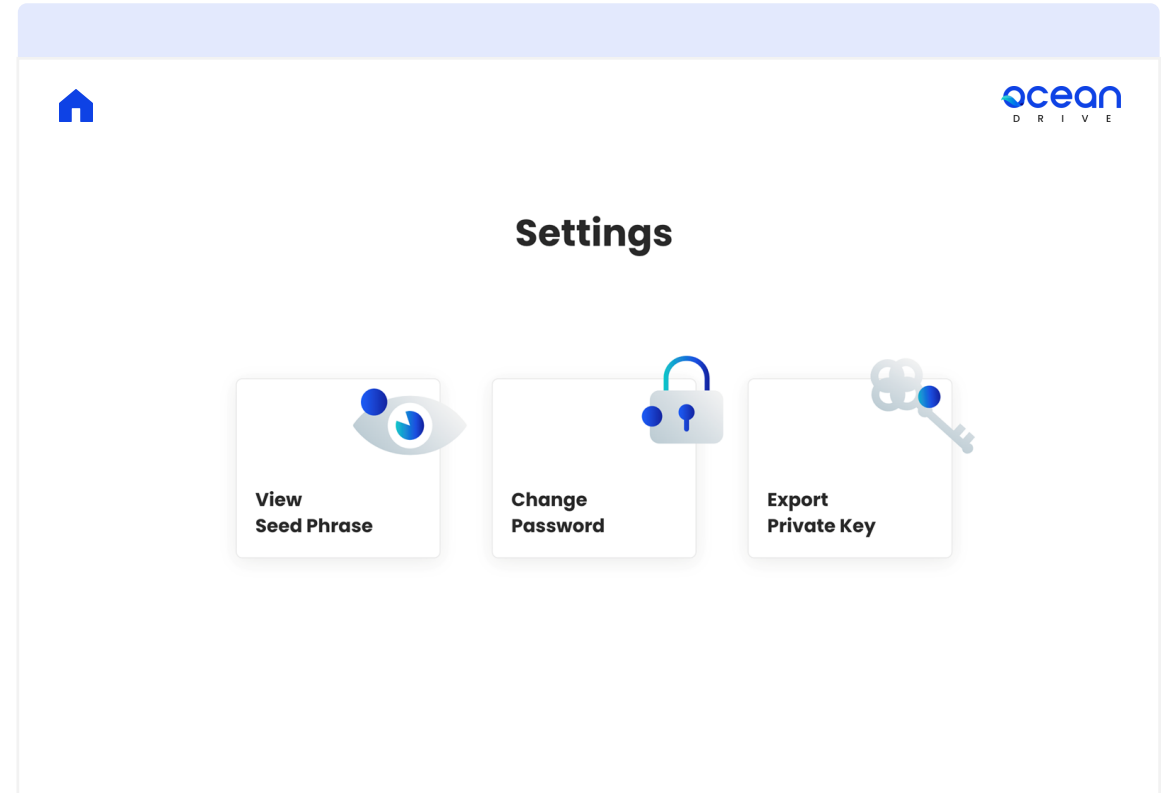 ocean
DRIVE
Settings
View
Seed Phrase
Change
Password
Export
Private Key